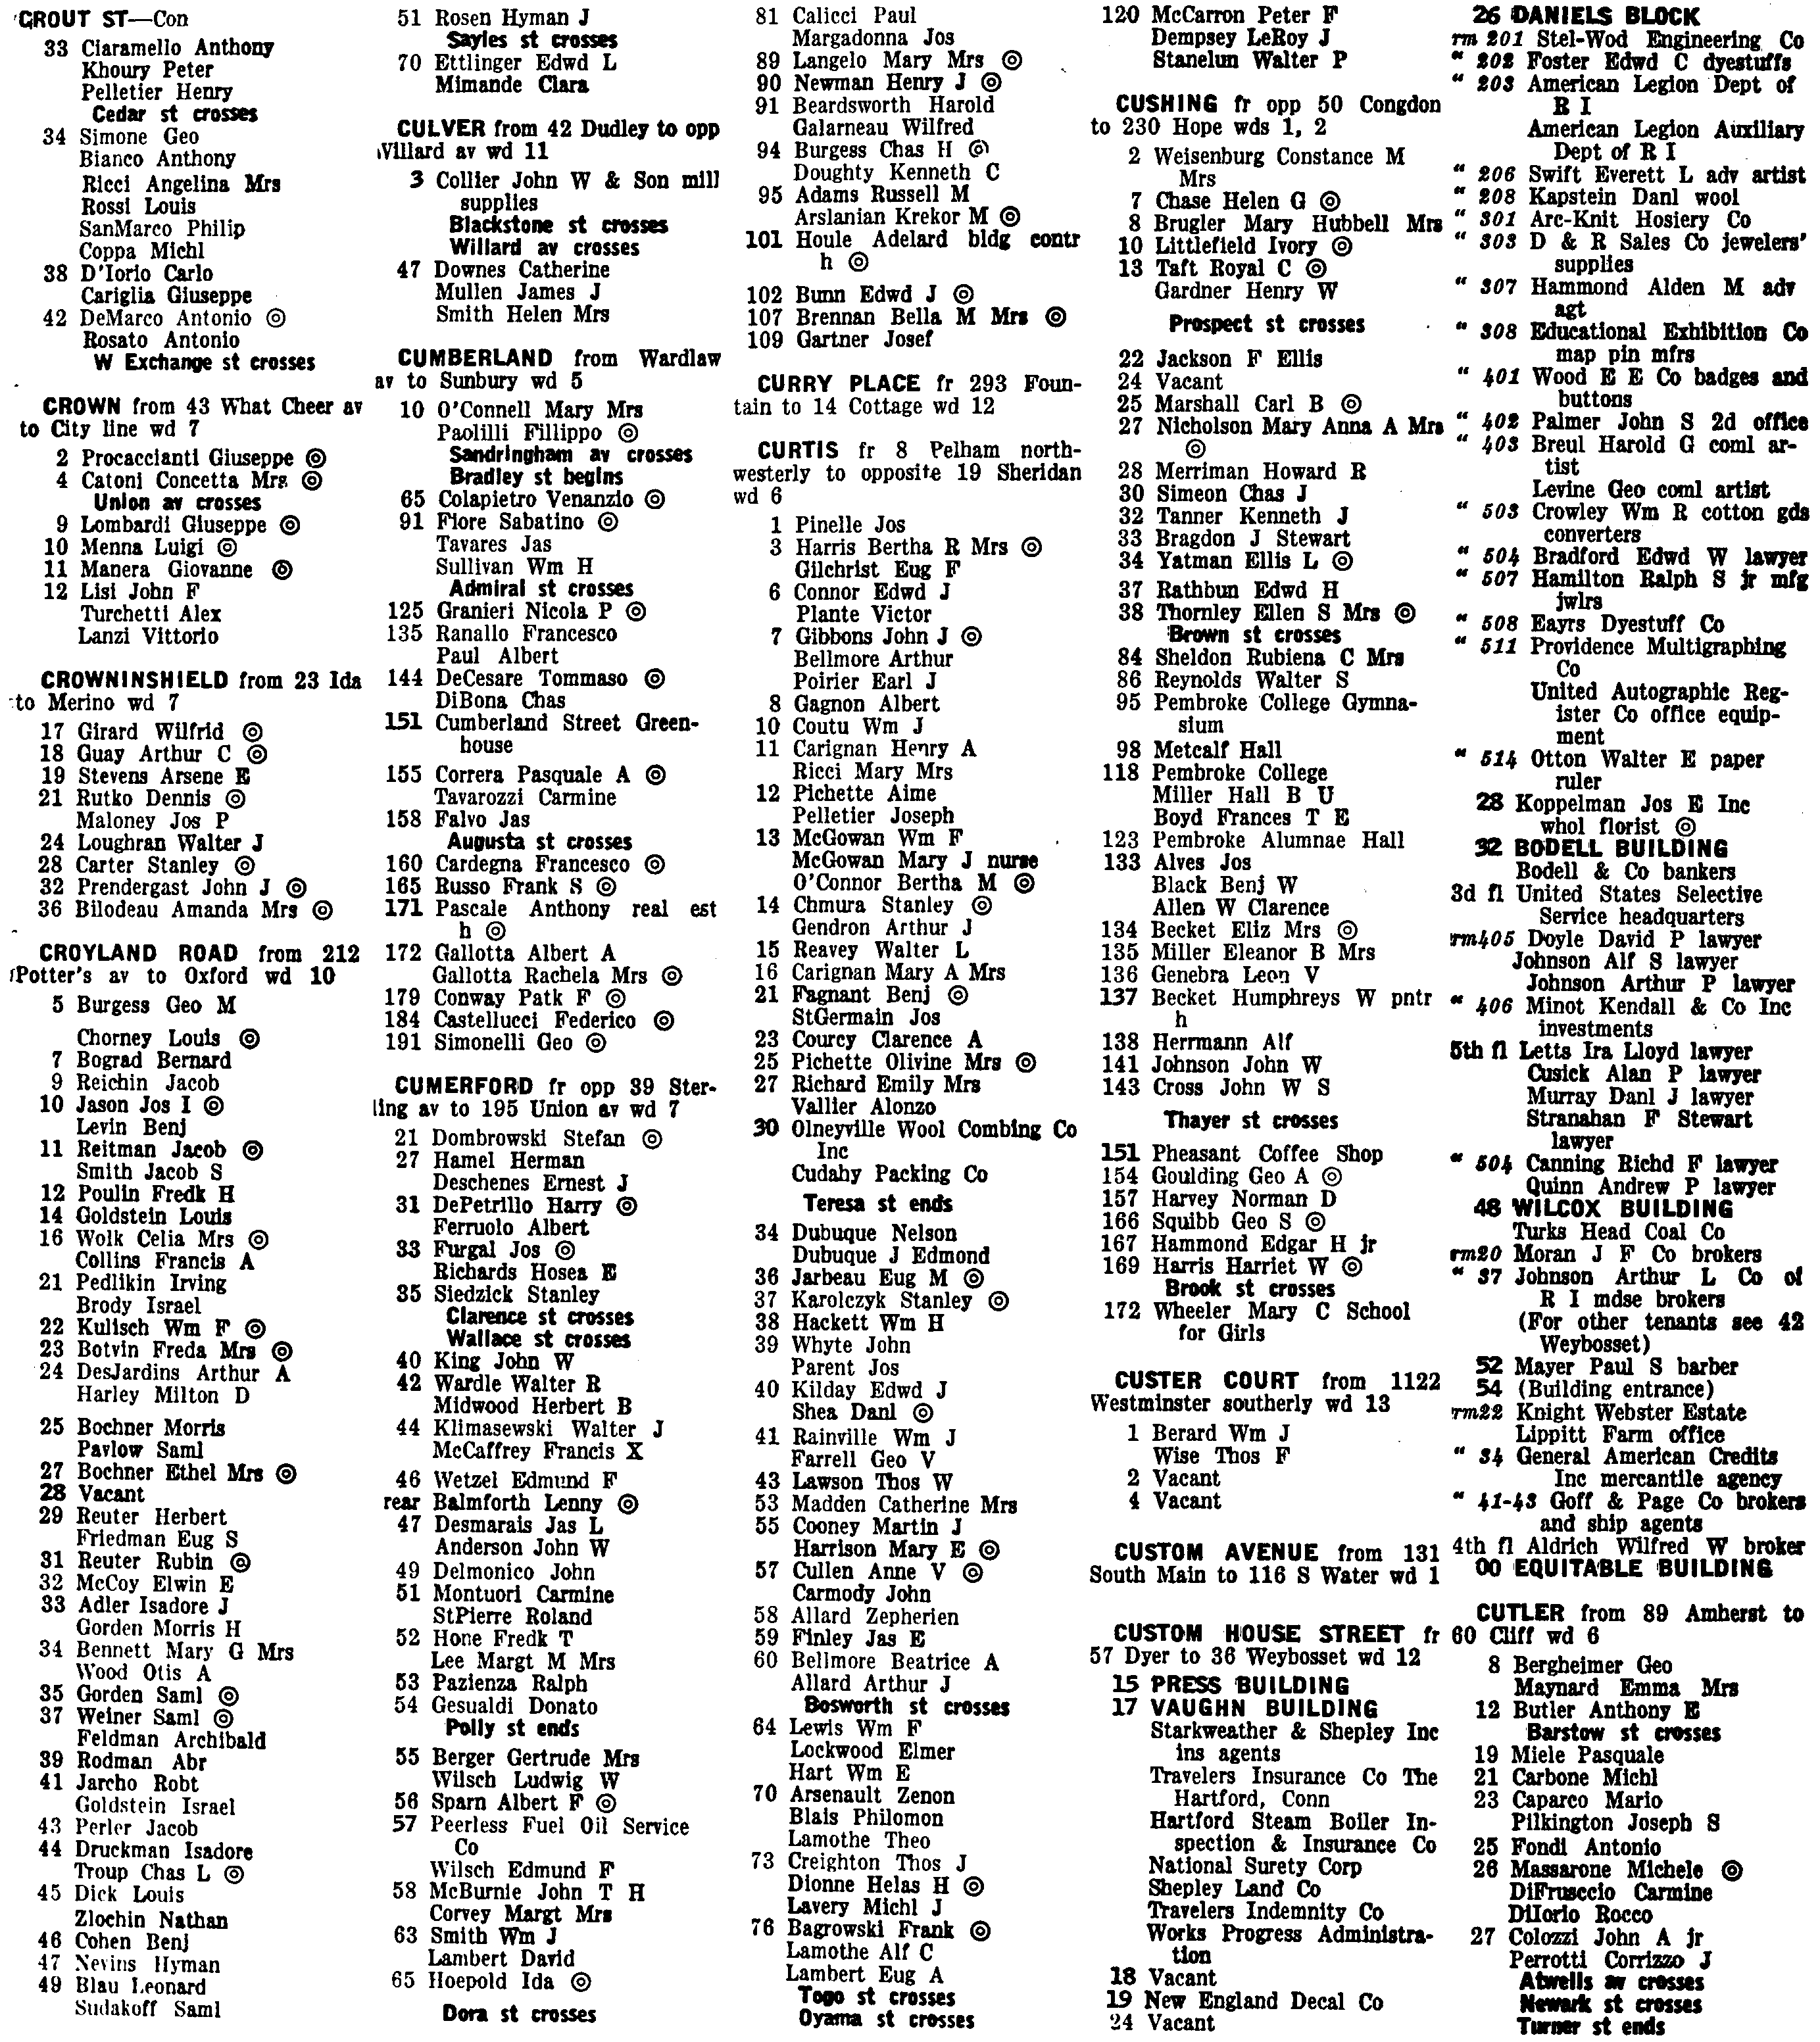 GROUT ST—Con
33 Ciaramello Anthony
Khoury Peter
Pelletier Henry
Cedar st crosses
34 Simone Geo
Bianco Anthony
Ricci Angelina Mrs
Rossi Louis
SanMarco Philip
Coppa Michl
38 D'Iorio Carlo
Cariglia Giuseppe
42 DeMarco Antonio ◎
Rosato Antonio
W Exchange st crosses
CROWN from 43 What Cheer av
to City line wd 7
2 Procaccianti Giuseppe ◎
4 Catoni Concetta Mrs ◎
Union av crosses
9 Lombardi Giuseppe ◎
10 Menna Luigi ◎
11 Manera Giovanne ◎
12 Lisi John F
Turchetti Alex
Lanzi Vittorio
CROWNINSHIELD from 23 Ida
to Merino wd 7
17 Girard Wilfrid ◎
18 Guay Arthur C ◎
19 Stevens Arsene E
21 Rutko Dennis ◎
Maloney Jos P
24 Loughran Walter J
28 Carter Stanley ◎
32 Prendergast John J ◎
36 Bilodeau Amanda Mrs ◎
CROYLAND ROAD from 212
Potter's av to Oxford wd 10
5 Burgess Geo M
Chorney Louis ◎
7 Bograd Bernard
9 Reichin Jacob
10 Jason Jos I ◎
Levin Benj
11 Reitman Jacob ◎
Smith Jacob S
12 Poulin Fredk H
14 Goldstein Louis
16 Wolk Celia Mrs ◎
Collins Francis A
21 Pedlikin Irving
Brody Israel
22 Kulisch Wm F ◎
23 Botvin Freda Mrs ◎
24 DesJardins Arthur A
Harley Milton D
25 Bochner Morris
Pavlow Saml
27 Bochner Ethel Mrs ◎
28 Vacant
29 Reuter Herbert
Friedman Eug S
31 Reuter Rubin ◎
32 McCoy Elwin E
33 Adler Isadore J
Gorden Morris H
34 Bennett Mary G Mrs
Wood Otis A
35 Gorden Saml ◎
37 Weiner Saml ◎
Feldman Archibald
39 Rodman Abr
41 Jarcho Robt
Goldstein Israel
43 Perler Jacob
44 Druckman Isadore
Troup Chas L ◎
45 Dick Louis
Zlochin Nathan
46 Cohen Benj
47 Nevins Hyman
49 Blau Leonard
Sudakoff Saml
51 Rosen Hyman J
Sayles st crosses
70 Ettlinger Edwd L
Mimande Clara
CULVER from 42 Dudley to opp
Willard av wd 11
3 Collier John W & Son mill
supplies
Blackstone st crosses
Willard av crosses
47 Downes Catherine
Mullen James J
Smith Helen Mrs
CUMBERLAND from Wardlaw
av to Sunbury wd 5
10 O'Connell Mary Mrs
Paolilli Fillippo ◎
Sandringham av crosses
Bradley st begins
65 Colapietro Venanzio ◎
91 Fiore Sabatino ◎
Tavares Jas
Sullivan Wm H
Admiral st crosses
125 Granieri Nicola P ◎
135 Ranallo Francesco
Paul Albert
144 DeCesare Tommaso ◎
DiBona Chas
151 Cumberland Street Green-
house
155 Correra Pasquale A ◎
Tavarozzi Carmine
158 Falvo Jas
Augusta st crosses
160 Cardegna Francesco ◎
165 Russo Frank S ◎
171 Pascale Anthony real est
h ◎
172 Gallotta Albert A
Gallotta Rachela Mrs ◎
179 Conway Patk F ◎
184 Castellucci Federico ◎
191 Simonelli Geo ◎
CUMERFORD fr opp 39 Ster-
ling av to 195 Union av wd 7
21 Dombrowski Stefan ◎
27 Hamel Herman
Deschenes Ernest J
31 DePetrillo Harry ◎
Ferruolo Albert
33 Furgal Jos ◎
Richards Hosea E
35 Siedzick Stanley
Clarence st crosses
Wallace st crosses
40 King John W
42 Wardle Walter R
Midwood Herbert B
44 Klimasewski Walter J
McCaffrey Francis X
46 Wetzel Edmund F
rear Balmforth Lenny ◎
47 Desmarais Jas L
Anderson John W
49 Delmonico John
51 Montuori Carmine
StPierre Roland
52 Hone Fredk T
Lee Margt M Mrs
53 Pazienza Ralph
54 Gesualdi Donato
Polly st ends
55 Berger Gertrude Mrs
Wilsch Ludwig W
56 Sparn Albert F ◎
57 Peerless Fuel Oil Service
Co
Wilsch Edmund F
58 McBurnie John T H
Corvey Margt Mrs
63 Smith Wm J
Lambert David
65 Hoepold Ida ◎
Dora st crosses
81 Calicci Paul
Margadonna Jos
89 Langelo Mary Mrs ◎
90 Newman Henry J ◎
91 Beardsworth Harold
Galarneau Wilfred
94 Burgess Chas H ◎
Doughty Kenneth C
95 Adams Russell M
Arslanian Krekor M ◎
101 Houle Adelard bldg contr
h ◎
102 Bunn Edwd J ◎
107 Brennan Bella M Mrs ◎
109 Gartner Josef
CURRY PLACE fr 293 Foun-
tain to 14 Cottage wd 12
CURTIS fr 8 Pelham north-
westerly to opposite 19 Sheridan
wd 6
1 Pinelle Jos
3 Harris Bertha R Mrs ◎
Gilchrist Eug F
6 Connor Edwd J
Plante Victor
7 Gibbons John J ◎
Bellmore Arthur
Poirier Earl J
8 Gagnon Albert
10 Coutu Wm J
11 Carignan Henry A
Ricci Mary Mrs
12 Pichette Aime
Pelletier Joseph
13 McGowan Wm F
McGowan Mary J nurse
O'Connor Bertha M ◎
14 Chmura Stanley ◎
Gendron Arthur J
15 Reavey Walter L
16 Carignan Mary A Mrs
21 Fagnant Benj ◎
StGermain Jos
23 Courcy Clarence A
25 Pichette Olivine Mrs ◎
27 Richard Emily Mrs
Vallier Alonzo
30 Olneyville Wool Combing Co
Inc
Cudahy Packing Co
Teresa st ends
34 Dubuque Nelson
Dubuque J Edmond
36 Jarbeau Eug M ◎
37 Karolczyk Stanley ◎
38 Hackett Wm H
39 Whyte John
Parent Jos
40 Kilday Edwd J
Shea Danl ◎
41 Rainville Wm J
Farrell Geo V
43 Lawson Thos W
53 Madden Catherine Mrs
55 Cooney Martin J
Harrison Mary E ◎
57 Cullen Anne V ◎
Carmody John
58 Allard Zepherien
59 Finley Jas E
60 Bellmore Beatrice A
Allard Arthur J
Bosworth st crosses
64 Lewis Wm F
Lockwood Elmer
Hart Wm E
70 Arsenault Zenon
Blais Philomon
Lamothe Theo
73 Creighton Thos J
Dionne Helas H ◎
Lavery Michl J
76 Bagrowski Frank ◎
Lamothe Alf C
Lambert Eug A
Togo st crosses
Oyama st crosses
120 McCarron Peter F
Dempsey LeRoy J
Stanelun Walter P
CUSHING fr opp 50 Congdon
to 230 Hope wds 1, 2
2 Weisenburg Constance M
Mrs
7 Chase Helen G ◎
8 Brugler Mary Hubbell Mrs
10 Littlefield Ivory ◎
13 Taft Royal C ◎
Gardner Henry W
Prospect st crosses
22 Jackson F Ellis
24 Vacant
25 Marshall Carl B ◎
27 Nicholson Mary Anna A Mrs
◎
28 Merriman Howard R
30 Simeon Chas J
32 Tanner Kenneth J
33 Bragdon J Stewart
34 Yatman Ellis L ◎
37 Rathbun Edwd H
38 Thornley Ellen S Mrs ◎
Brown st crosses
84 Sheldon Rubiena C Mrs
86 Reynolds Walter S
95 Pembroke College Gymna-
sium
98 Metcalf Hall
118 Pembroke College
Miller Hall B U
Boyd Frances T E
123 Pembroke Alumnae Hall
133 Alves Jos
Black Benj W
Allen W Clarence
134 Becket Eliz Mrs ◎
135 Miller Eleanor B Mrs
136 Genebra Leon V
137 Becket Humphreys W pntr
h
138 Herrmann Alf
141 Johnson John W
143 Cross John W S
Thayer st crosses
151 Pheasant Coffee Shop
154 Goulding Geo A ◎
157 Harvey Norman D
166 Squibb Geo S ◎
167 Hammond Edgar H jr
169 Harris Harriet W ◎
Brook st crosses
172 Wheeler Mary C School
for Girls
CUSTER COURT from 1122
Westminster southerly wd 13
1 Berard Wm J
Wise Thos F
2 Vacant
4 Vacant
CUSTOM AVENUE from 131
South Main to 116 S Water wd 1
CUSTOM HOUSE STREET fr
57 Dyer to 36 Weybosset wd 12
15 PRESS BUILDING
17 VAUGHN BUILDING
Starkweather & Shepley Inc
ins agents
Travelers Insurance Co The
Hartford, Conn
Hartford Steam Boiler In-
spection & Insurance Co
National Surety Corp
Shepley Land Co
Travelers Indemnity Co
Works Progress Administra-
tion
18 Vacant
19 New England Decal Co
24 Vacant
26 DANIELS BLOCK
rm 201 Stel-Wod Engineering Co
" 202 Foster Edwd C dyestuffs
" 203 American Legion Dept of
R I
American Legion Auxiliary
Dept of R I
" 206 Swift Everett L adv artist
" 208 Kapstein Danl wool
" 301 Arc-Knit Hosiery Co
" 303 D & R Sales Co jewelers'
supplies
" 307 Hammond Alden M adv
agt
" 308 Educational Exhibition Co
map pin mfrs
" 401 Wood E E Co badges and
buttons
" 402 Palmer John S 2d office
" 403 Breul Harold G coml ar-
tist
Levine Geo coml artist
" 503 Crowley Wm R cotton gds
converters
" 504 Bradford Edwd W lawyer
" 507 Hamilton Ralph S jr mfg
jwlrs
" 508 Eayrs Dyestuff Co
" 511 Providence Multigraphing
Co
United Autographic Reg-
ister Co office equip-
ment
" 514 Otton Walter E paper
ruler
28 Koppelman Jos E Inc
whol florist ◎
32 BODELL BUILDING
Bodell & Co bankers
3d fl United States Selective
Service headquarters
rm405 Doyle David P lawyer
Johnson Alf S lawyer
Johnson Arthur P lawyer
" 406 Minot Kendall & Co Inc
investments
5th fl Letts Ira Lloyd lawyer
Cusick Alan P lawyer
Murray Danl J lawyer
Stranahan F Stewart
lawyer
" 504 Canning Richd F lawyer
Quinn Andrew P lawyer
48 WILCOX BUILDING
Turks Head Coal Co
rm20 Moran J F Co brokers
" 37 Johnson Arthur L Co of
R I mdse brokers
(For other tenants see 42
Weybosset)
52 Mayer Paul S barber
54 (Building entrance)
rm22 Knight Webster Estate
Lippitt Farm office
" 34 General American Credits
Inc mercantile agency
" 41-43 Goff & Page Co brokers
and ship agents
4th fl Aldrich Wilfred W broker
00 EQUITABLE BUILDING
CUTLER from 89 Amherst to
60 Cliff wd 6
8 Bergheimer Geo
Maynard Emma Mrs
12 Butler Anthony E
Barstow st crosses
19 Miele Pasquale
21 Carbone Michl
23 Caparco Mario
Pilkington Joseph S
25 Fondi Antonio
26 Massarone Michele ◎
DiFrusccio Carmine
DiIorio Rocco
27 Colozzi John A jr
Perrotti Corrizzo J
Atwells av crosses
Newark st crosses
Turner st ends